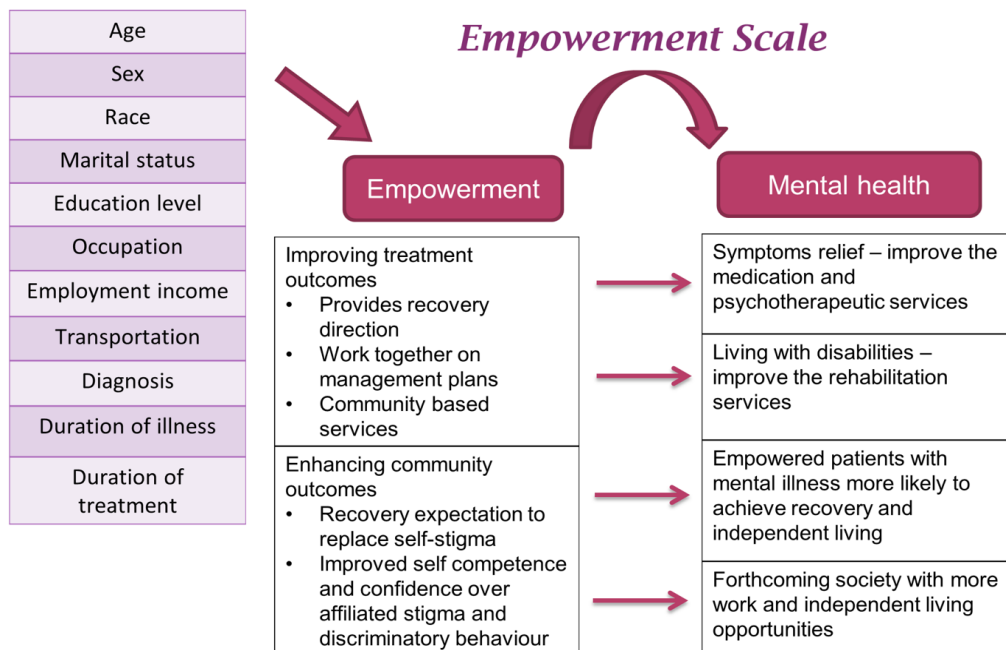 Age
Sex
Race
Marital status
Education level
Occupation
Employment income
Transportation
Diagnosis
Duration of illness
Duration of
treatment
Empowerment Scale
Empowerment
Mental health
Improving treatment
outcomes
• Provides recovery
direction
• Work together on
management plans
• Community based
services
Enhancing community
outcomes
• Recovery expectation to
replace self-stigma
• Improved self competence
and confidence over
affiliated stigma and
discriminatory behaviour
Symptoms relief – improve the
medication and
psychotherapeutic services
Living with disabilities –
improve the rehabilitation
services
Empowered patients with
mental illness more likely to
achieve recovery and
independent living
Forthcoming society with more
work and independent living
opportunities